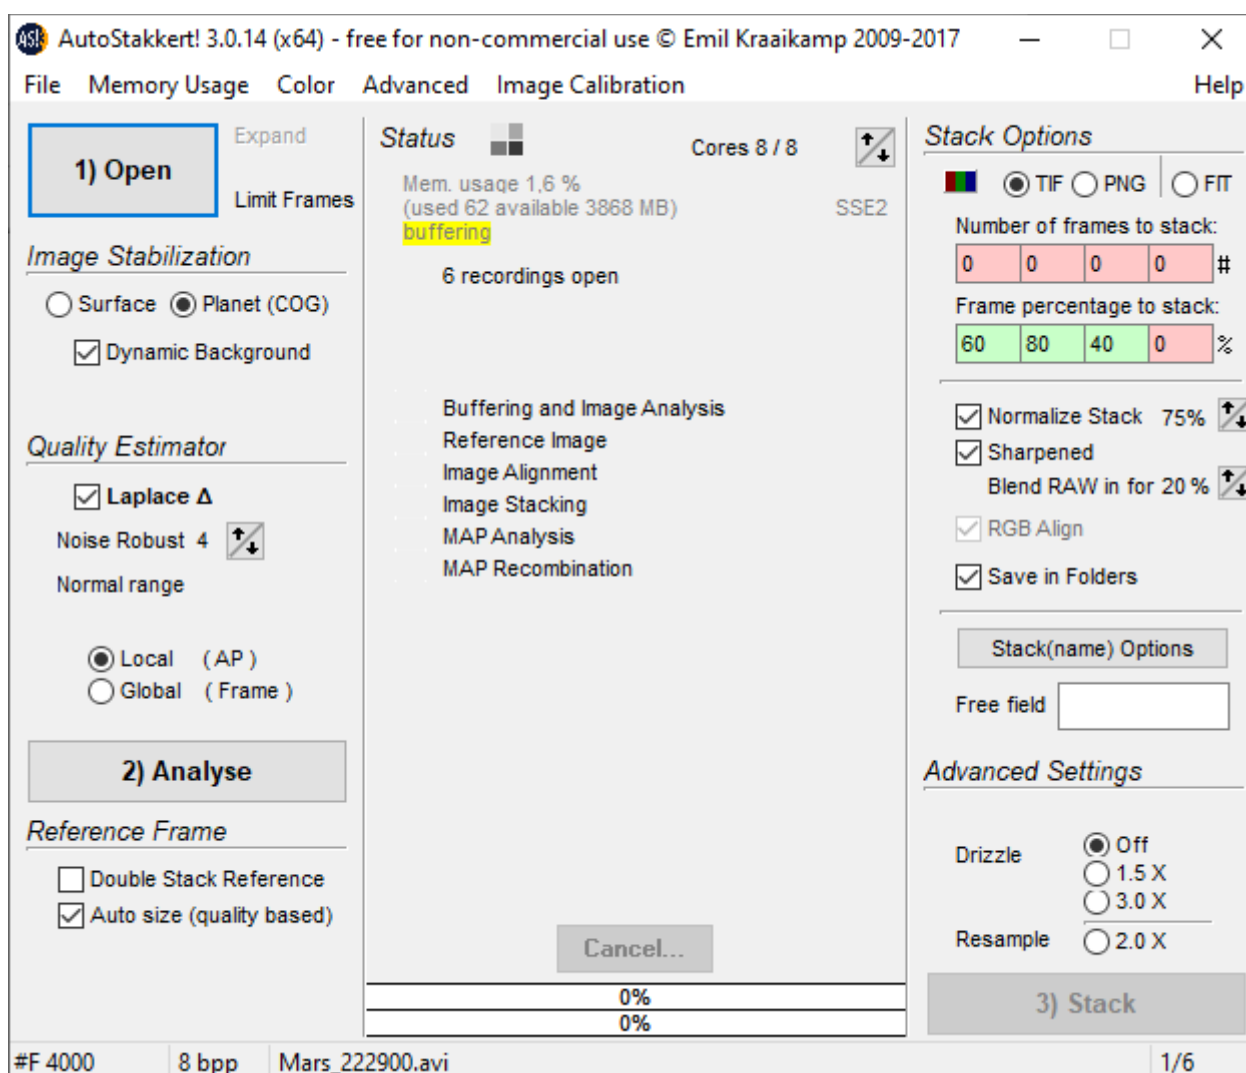 AS!3 AutoStakkert! 3.0.14 (x64) - free for non-commercial use © Emil Kraaikamp 2009-2017
File Memory Usage Color Advanced Image Calibration Help
1) Open
Expand
Limit Frames
Image Stabilization
Surface Planet (COG)
Dynamic Background
Quality Estimator
Laplace Δ
Noise Robust 4
Normal range
Local (AP)
Global (Frame)
2) Analyse
Reference Frame
Double Stack Reference
Auto size (quality based)
Status
Cores 8 / 8
Mem. usage 1,6 %
(used 62 available 3868 MB) SSE2
buffering
6 recordings open
Buffering and Image Analysis
Reference Image
Image Alignment
Image Stacking
MAP Analysis
MAP Recombination
Cancel...
0%
0%
Stack Options
TIF PNG FIT
Number of frames to stack:
0 0 0 0 #
Frame percentage to stack:
60 80 40 0 %
Normalize Stack 75%
Sharpened
Blend RAW in for 20 %
RGB Align
Save in Folders
Stack(name) Options
Free field
Advanced Settings
Drizzle Off
1.5 X
3.0 X
Resample 2.0 X
3) Stack
#F 4000 8 bpp Mars_222900.avi 1/6